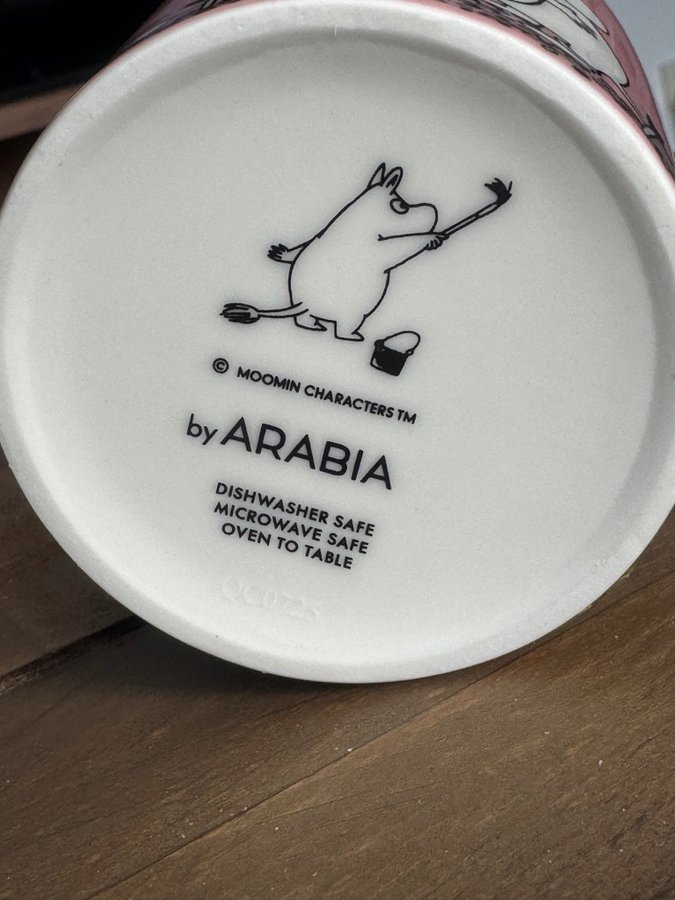 © MOOMIN CHARACTERS TM
by ARABIA
DISHWASHER SAFE
MICROWAVE SAFE
OVEN TO TABLE